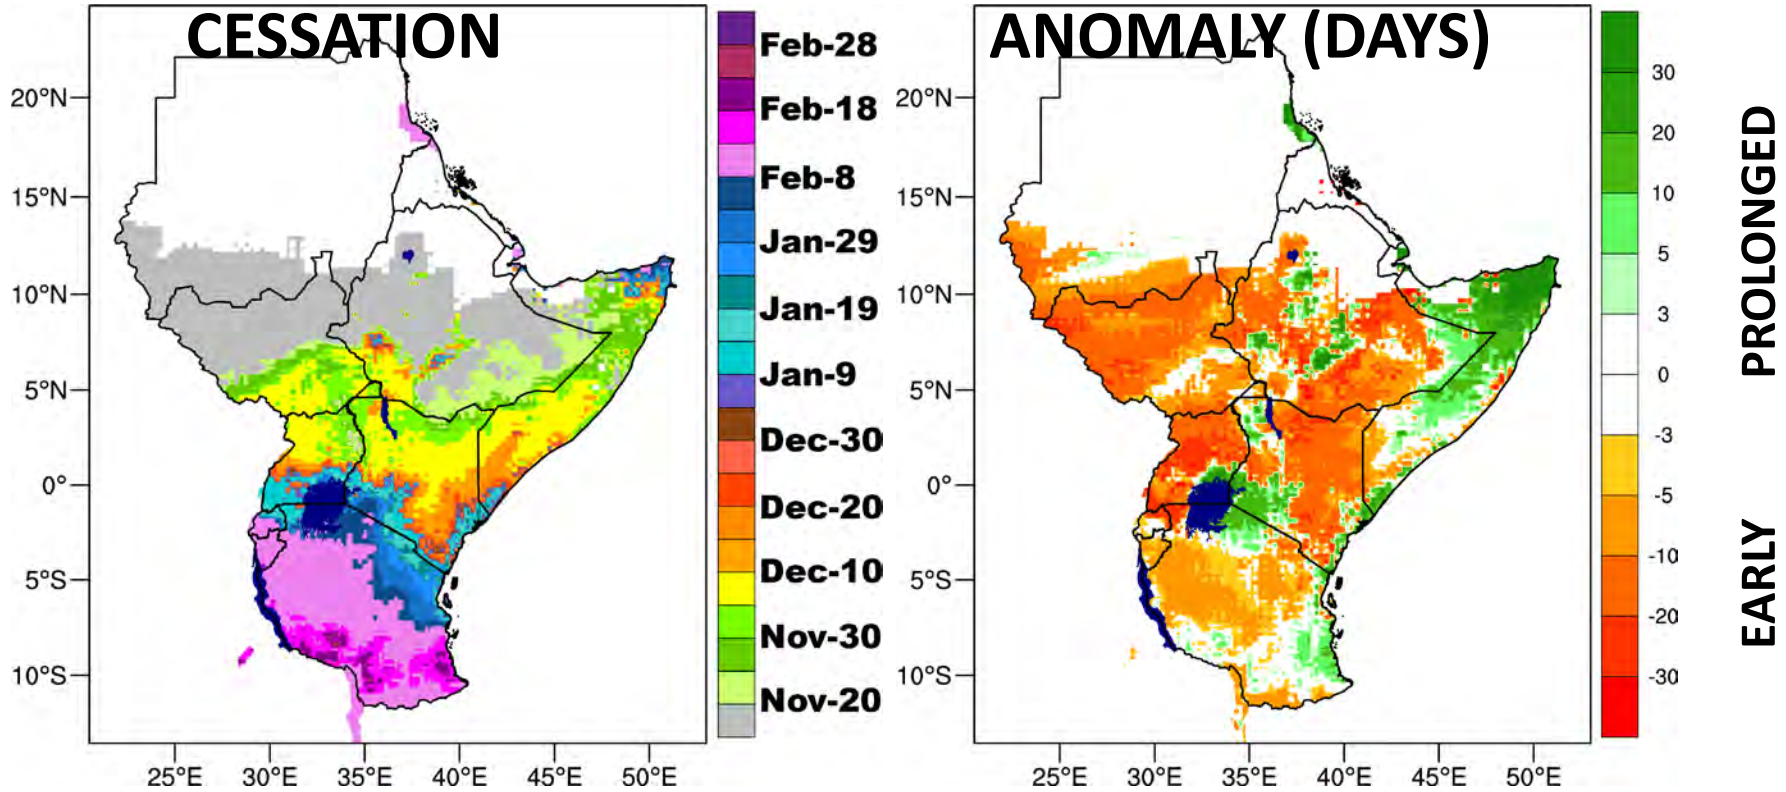 CESSATION
20°N
15°N
10°N
5°N
0°
5°S
10°S
25°E 30°E 35°E 40°E 45°E 50°E
Feb-28
Feb-18
Feb-8
Jan-29
Jan-19
Jan-9
Dec-30
Dec-20
Dec-10
Nov-30
Nov-20
ANOMALY (DAYS)
20°N
15°N
10°N
5°N
0°
5°S
10°S
25°E 30°E 35°E 40°E 45°E 50°E
30
20
10
5
3
0
-3
-5
-10
-20
-30
PROLONGED
EARLY